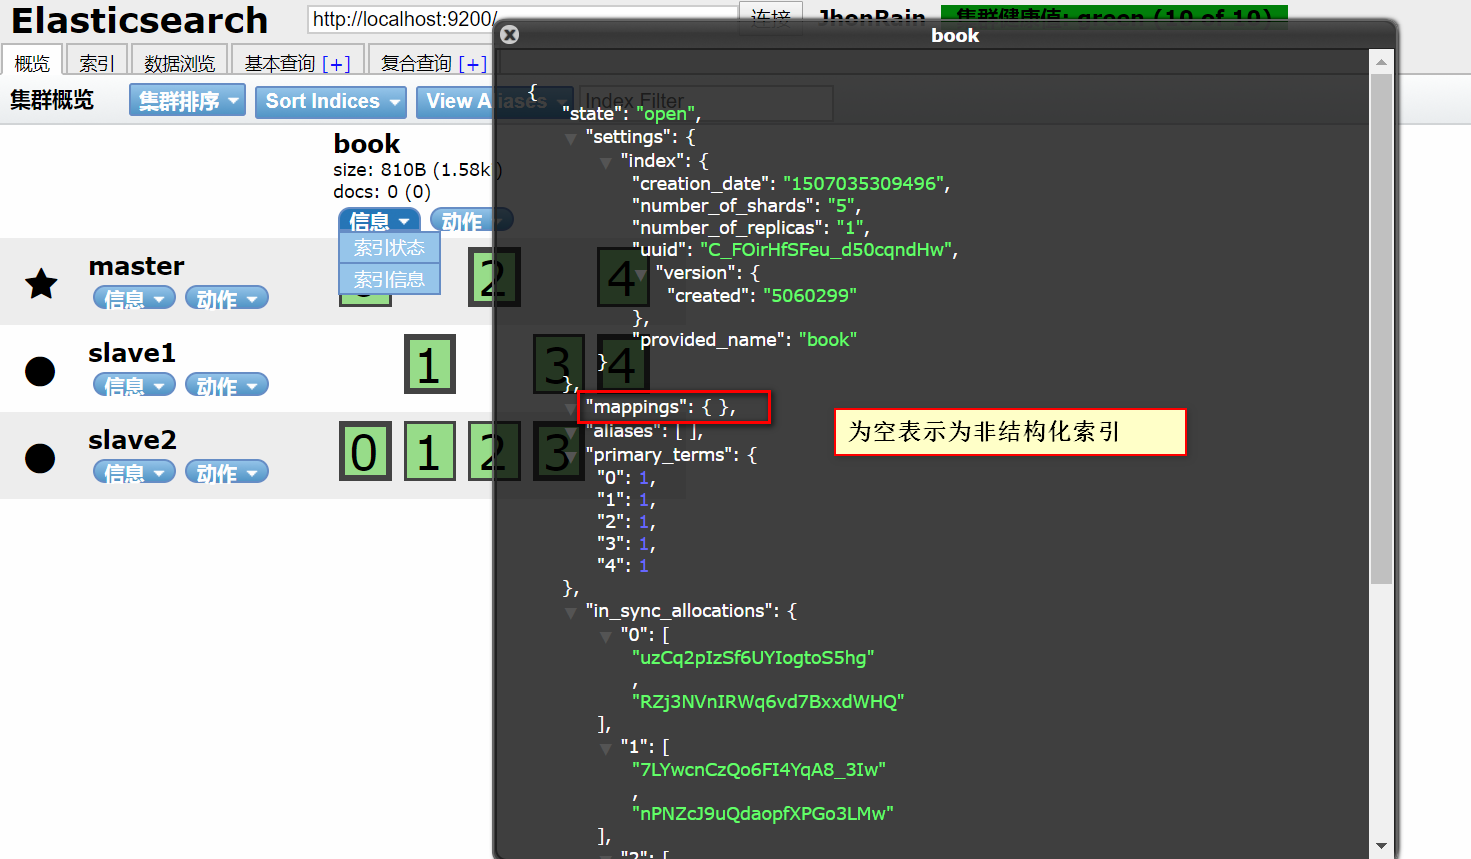 Elasticsearch
http://localhost:9200/
连接
JhonRain
集群健康值: green (10 of 10)
概览
索引
数据浏览
基本查询 [+]
复合查询 [+]
集群概览
集群排序
Sort Indices
View Aliases
Index Filter
book
size: 810B (1.58k
docs: 0 (0)
信息
动作
索引状态
索引信息
master
信息
动作
2
4
slave1
信息
动作
1
3
4
slave2
信息
动作
0
1
2
3
book
{
"state": "open",
"settings": {
"index": {
"creation_date": "1507035309496",
"number_of_shards": "5",
"number_of_replicas": "1",
"uuid": "C_FOirHfSFeu_d50cqndHw",
"version": {
"created": "5060299"
},
"provided_name": "book"
}
},
"mappings": { },
为空表示为非结构化索引
"aliases": [ ],
"primary_terms": {
"0": 1,
"1": 1,
"2": 1,
"3": 1,
"4": 1
},
"in_sync_allocations": {
"0": [
"uzCq2pIzSf6UYIogtoS5hg"
,
"RZj3NVnIRWq6vd7BxxdWHQ"
],
"1": [
"7LYwcnCzQo6FI4YqA8_3Iw"
,
"nPNZcJ9uQdaopfXPGo3LMw"
],
"2": [